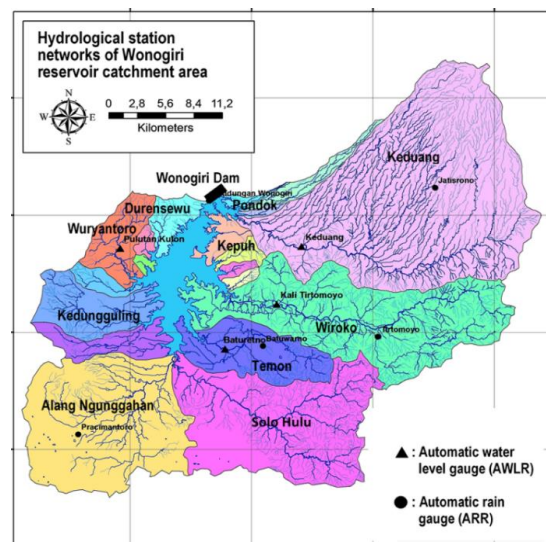 Hydrological station
networks of Wonogiri
reservoir catchment area
N
W
E
S
0 2,8 5,6 8,4 11,2
Kilometers
Keduang
Jatisrono
Wonogiri Dam
Wonogiri
Pondok
Durensewu
Wuryantoro
Pulutan Kulon
Kepuh
Keduang
Kali Tirtomoyo
Kedungguling
Wiroko
Tirtomoyo
Baturetno
Batuwarno
Temon
Alang Ngunggahan
Pracimantoro
Solo Hulu
: Automatic water
level gauge (AWLR)
: Automatic rain
gauge (ARR)